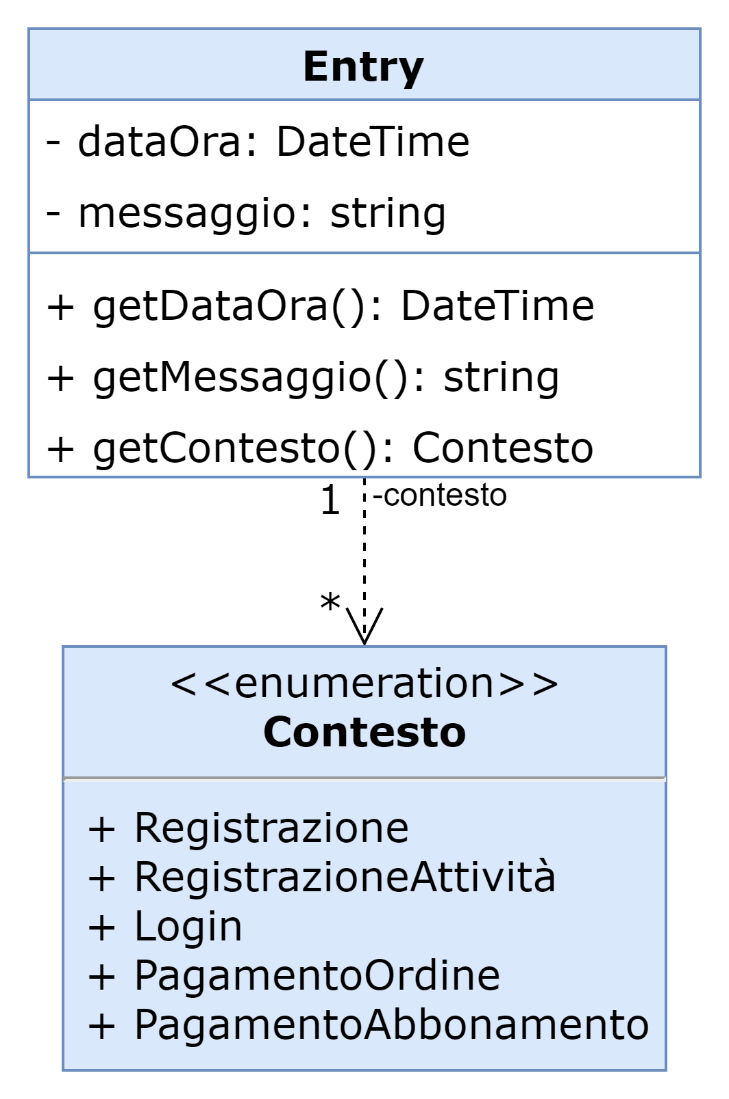 Entry
- dataOra: DateTime
- messaggio: string
+ getDataOra(): DateTime
+ getMessaggio(): string
+ getContesto(): Contesto
1 -contesto
*
<<enumeration>>
Contesto
+ Registrazione
+ RegistrazioneAttività
+ Login
+ PagamentoOrdine
+ PagamentoAbbonamento